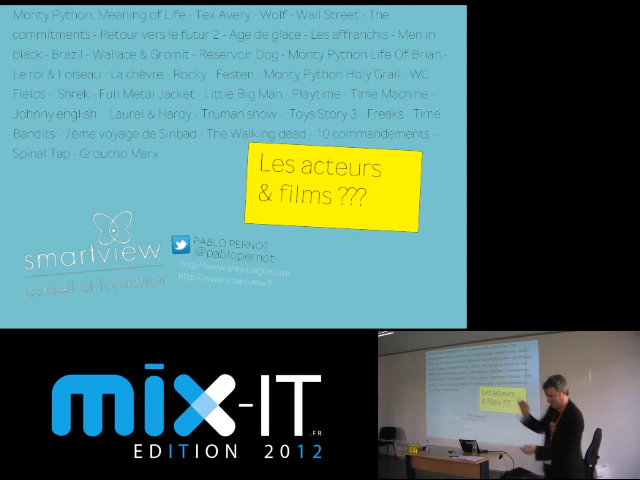 Monty Python, Meaning of Life - Tex Avery - Wolf - Wall Street - The
commitments - Retour vers le futur 2 - Age de glace - Les affranchis - Men in
black - Brazil - Wallace & Gromit - Reservoir Dog - Monty Python Life Of Brian -
Le roi & l'oiseau - La chèvre - Rocky - Festen - Monty Python Holy Grail - WC
Fields - Shrek - Full Metal Jacket - Little Big Man - Playtime - Time Machine -
Johnny english - Laurel & Hardy - Truman show - Toys Story 3 - Freaks - Time
Bandits - 7ème voyage de Sinbad - The Walking dead - 10 commandements -
Spinal Tap - Groucho Marx
Les acteurs
& films ???
smartview
conseil et formation
PABLO PERNOT
@pablopernot
http://www.smartview.fr
mix-IT
.FR
EDITION 2012
Les acteurs
& films ???